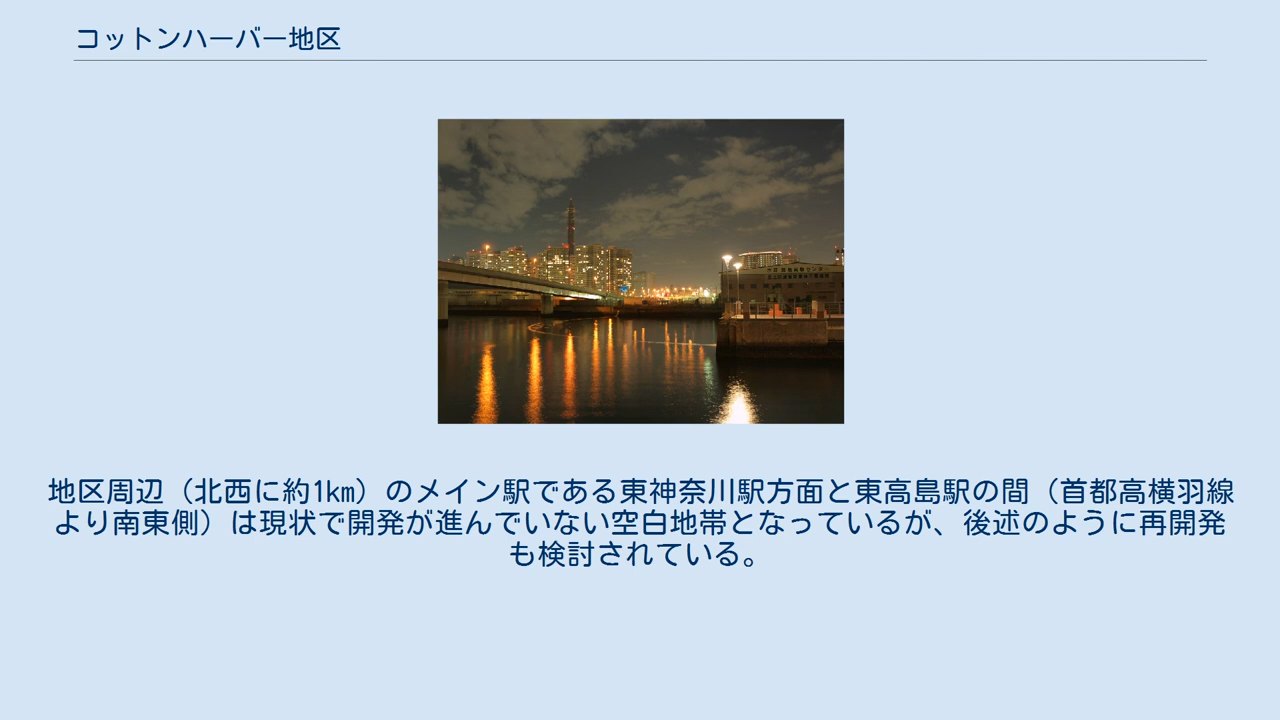 コットンハーバー地区
地区周辺（北西に約1km）のメイン駅である東神奈川駅方面と東高島駅の間（首都高横羽線
より南東側）は現状で開発が進んでいない空白地帯となっているが、後述のように再開発
も検討されている。